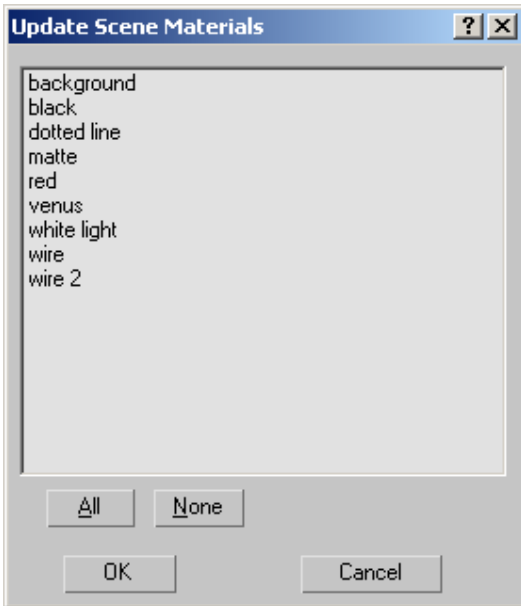 Update Scene Materials
background
black
dotted line
matte
red
venus
white light
wire
wire 2
All None
OK Cancel